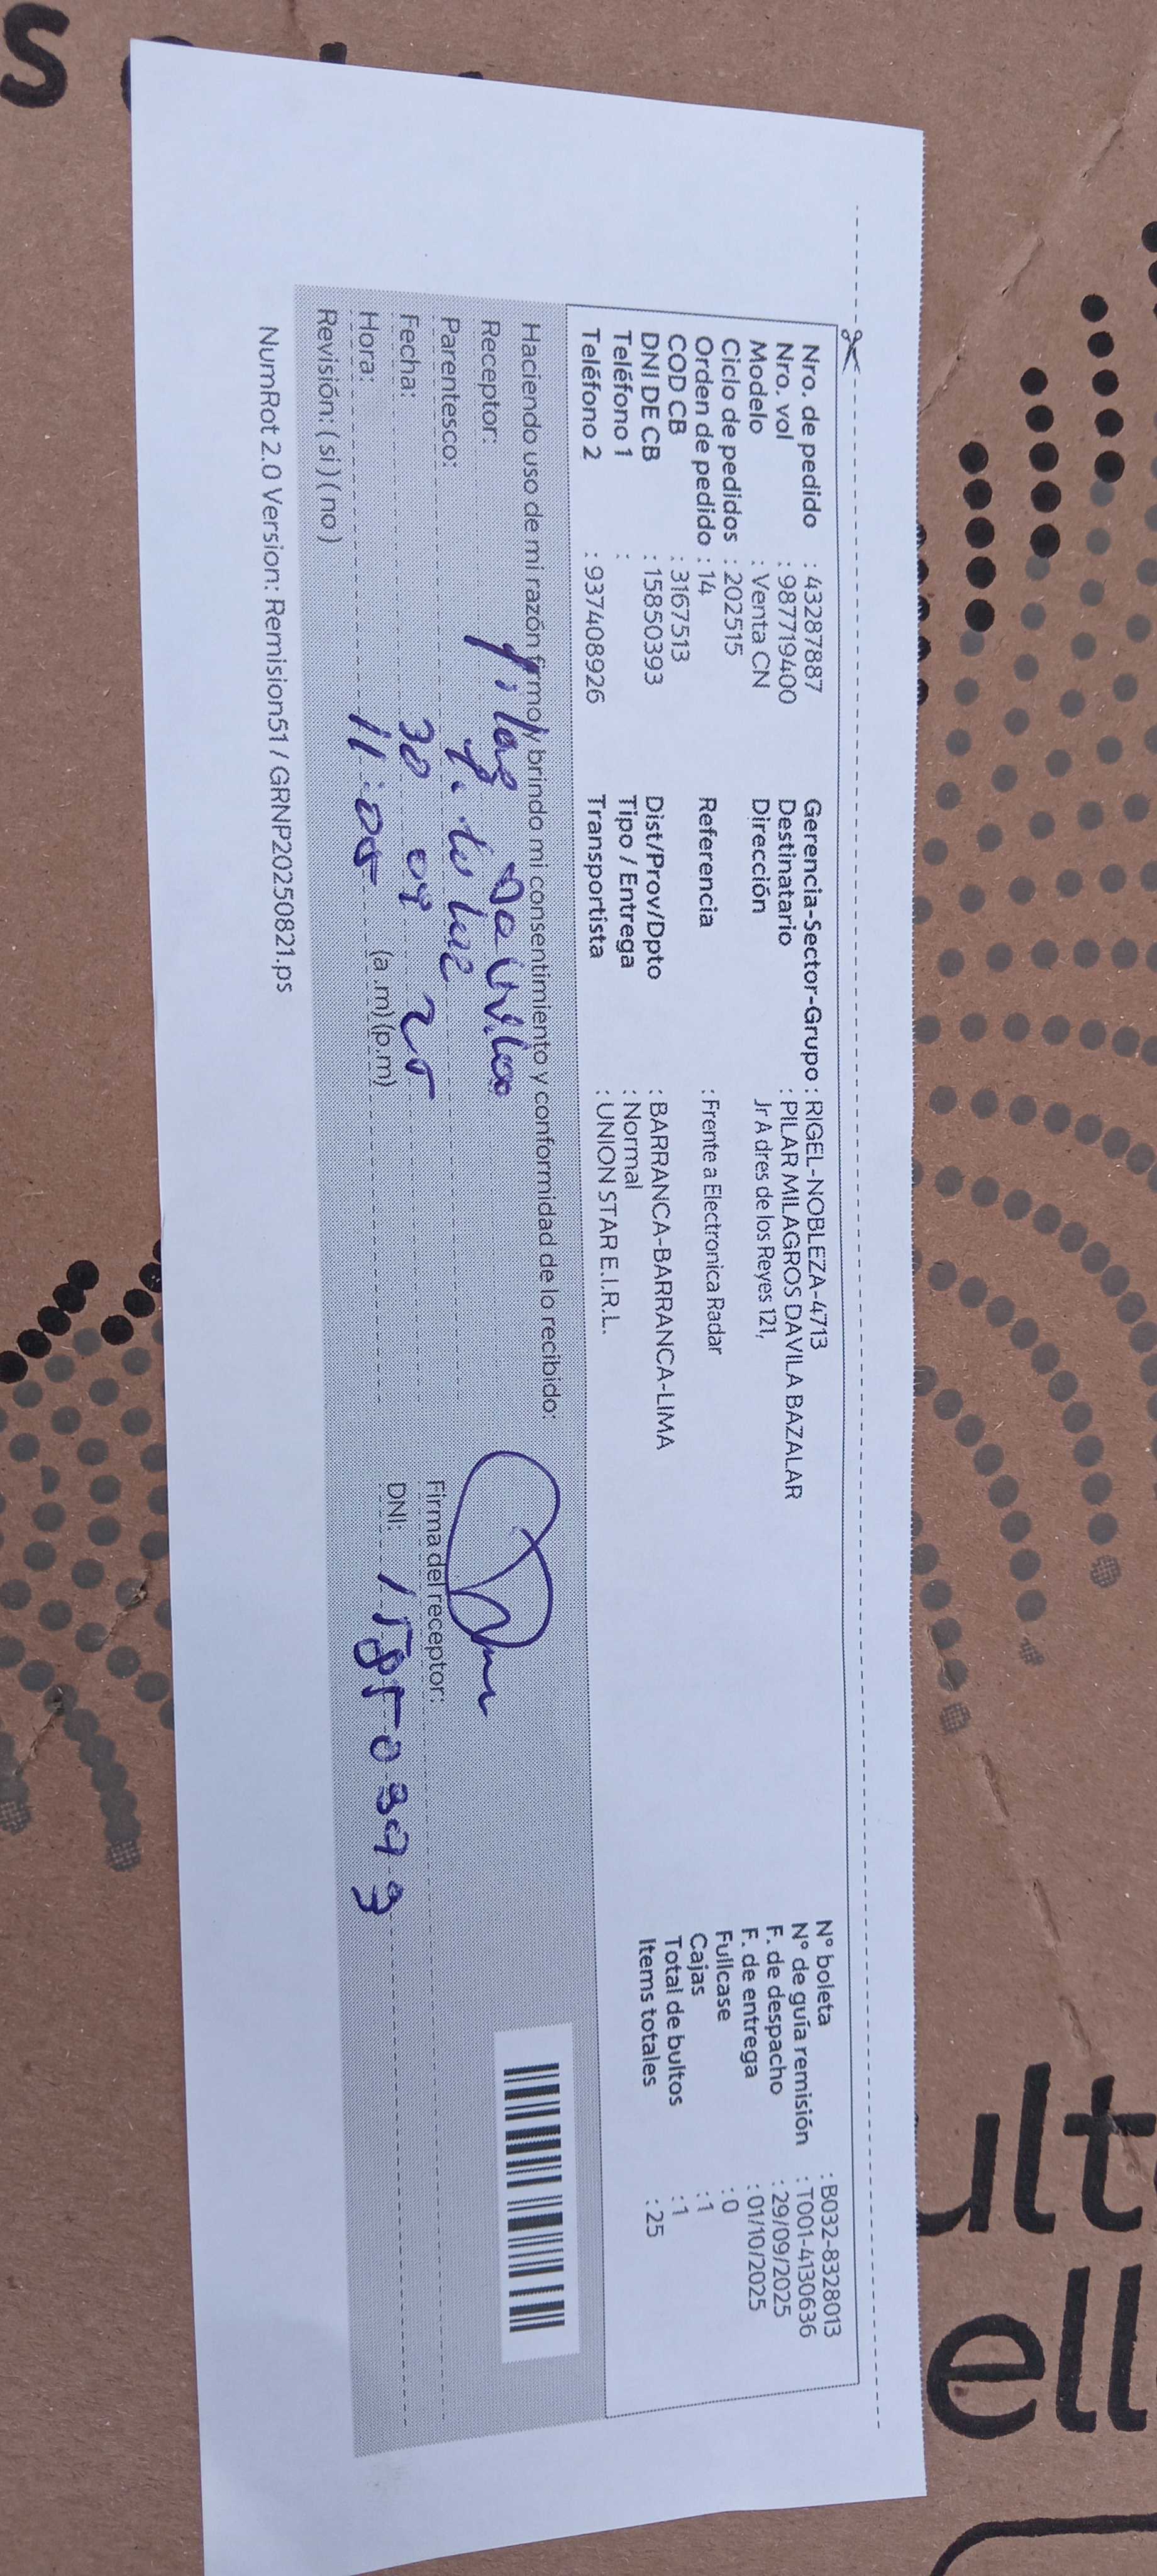 Nro. de pedido : 43287887
Nro. vol : 987719400
Modelo : Venta CN
Ciclo de pedidos : 202515
Orden de pedido : 14
COD CB : 3167513
DNI DE CB : 15850393
Teléfono 1 :
Teléfono 2 : 937408926
Gerencia-Sector-Grupo : RIGEL-NOBLEZA-4713
Destinatario : PILAR MILAGROS DAVILA BAZALAR
Dirección Jr A dres de los Reyes 121,
Referencia : Frente a Electronica Radar
Dist/Prov/Dpto : BARRANCA-BARRANCA-LIMA
Tipo / Entrega : Normal
Transportista : UNION STAR E.I.R.L.
N° boleta : B032-8328013
N° de guía remisión : T001-4130636
F. de despacho : 29/09/2025
F. de entrega : 01/10/2025
Fullcase : 0
Cajas : 1
Total de bultos : 1
Items totales : 25
Haciendo uso de mi razón firmo y brindo mi consentimiento y conformidad de lo recibido:
Receptor: Pilar Davila
Parentesco:
Fecha: 30 09 25
Hora: 11:05 (a.m) (p.m)
Revisión: ( si ) ( no )
Firma del receptor:
DNI: 15850393
NumRot 2.0 Version: Remision51 / GRNP20250821.ps
ult
ell